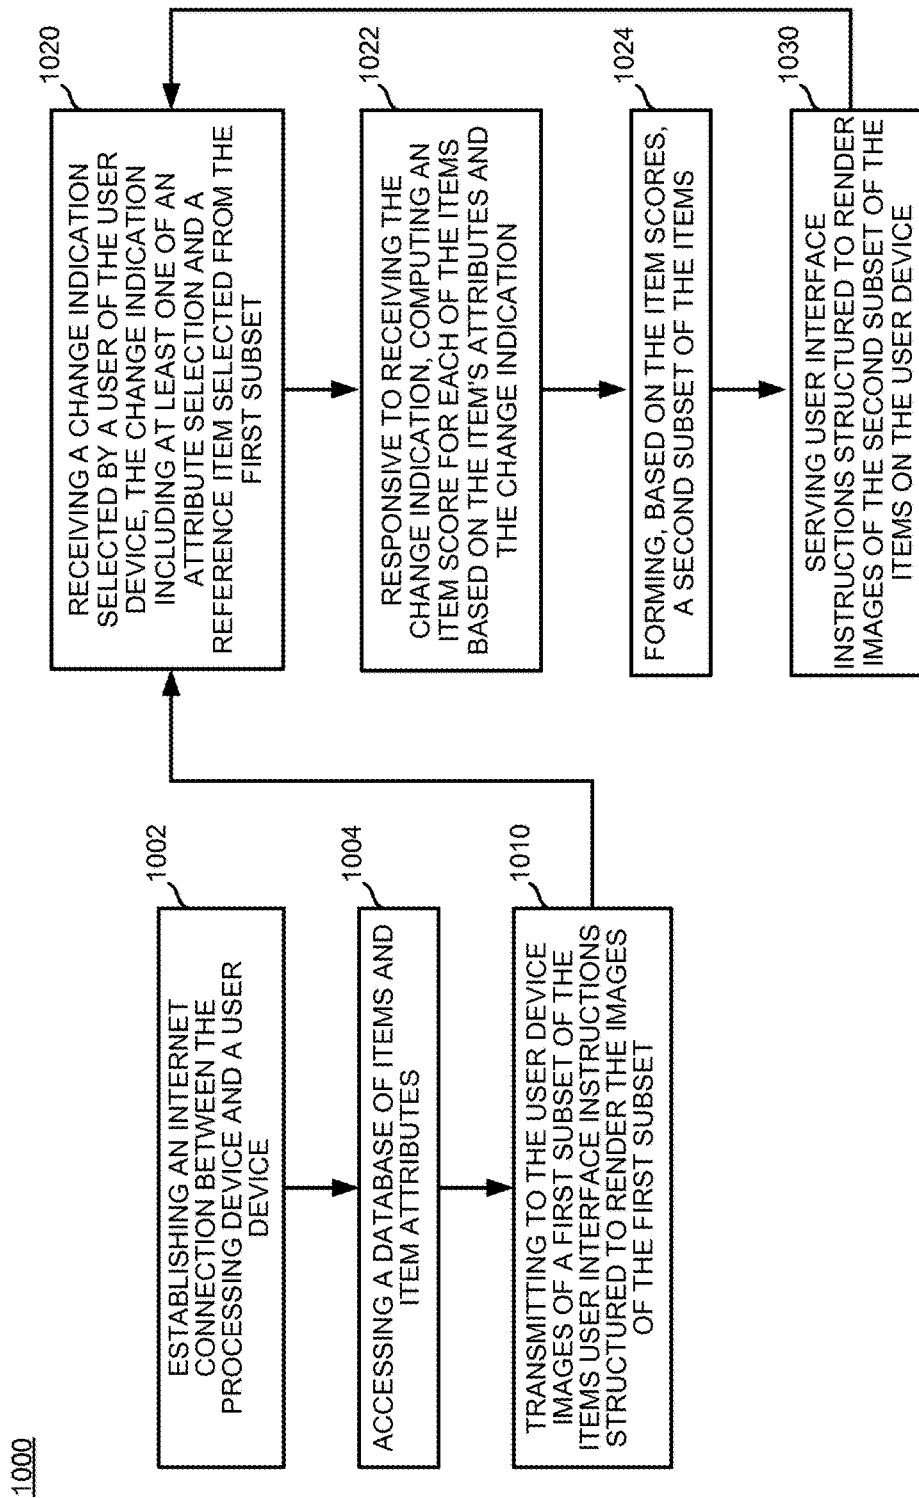 1000
1002
ESTABLISHING AN INTERNET
CONNECTION BETWEEN THE
PROCESSING DEVICE AND A USER
DEVICE
1004
ACCESSING A DATABASE OF ITEMS AND
ITEM ATTRIBUTES
1010
TRANSMITTING TO THE USER DEVICE
IMAGES OF A FIRST SUBSET OF THE
ITEMS USER INTERFACE INSTRUCTIONS
STRUCTURED TO RENDER THE IMAGES
OF THE FIRST SUBSET
1020
RECEIVING A CHANGE INDICATION
SELECTED BY A USER OF THE USER
DEVICE, THE CHANGE INDICATION
INCLUDING AT LEAST ONE OF AN
ATTRIBUTE SELECTION AND A
REFERENCE ITEM SELECTED FROM THE
FIRST SUBSET
1022
RESPONSIVE TO RECEIVING THE
CHANGE INDICATION, COMPUTING AN
ITEM SCORE FOR EACH OF THE ITEMS
BASED ON THE ITEM'S ATTRIBUTES AND
THE CHANGE INDICATION
1024
FORMING, BASED ON THE ITEM SCORES,
A SECOND SUBSET OF THE ITEMS
1030
SERVING USER INTERFACE
INSTRUCTIONS STRUCTURED TO RENDER
IMAGES OF THE SECOND SUBSET OF THE
ITEMS ON THE USER DEVICE